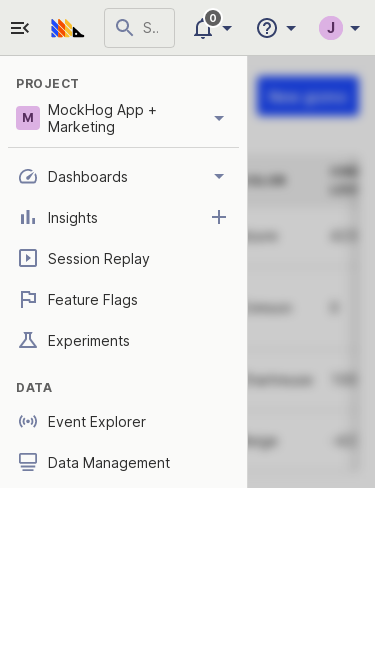 S..
0
J
PROJECT
M
MockHog App +
Marketing
Dashboards
Insights
Session Replay
Feature Flags
Experiments
DATA
Event Explorer
Data Management